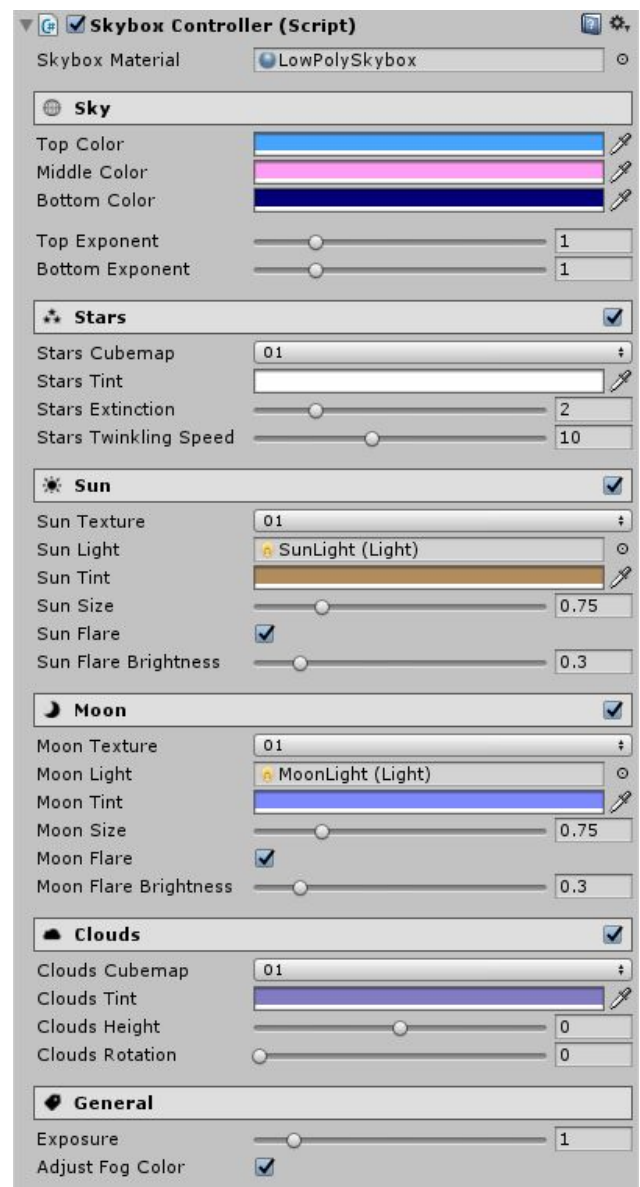 Skybox Controller (Script)
Skybox Material LowPolySkybox
Sky
Top Color
Middle Color
Bottom Color
Top Exponent 1
Bottom Exponent 1
Stars
Stars Cubemap 01
Stars Tint
Stars Extinction 2
Stars Twinkling Speed 10
Sun
Sun Texture 01
Sun Light SunLight (Light)
Sun Tint
Sun Size 0.75
Sun Flare
Sun Flare Brightness 0.3
Moon
Moon Texture 01
Moon Light MoonLight (Light)
Moon Tint
Moon Size 0.75
Moon Flare
Moon Flare Brightness 0.3
Clouds
Clouds Cubemap 01
Clouds Tint
Clouds Height 0
Clouds Rotation 0
General
Exposure 1
Adjust Fog Color